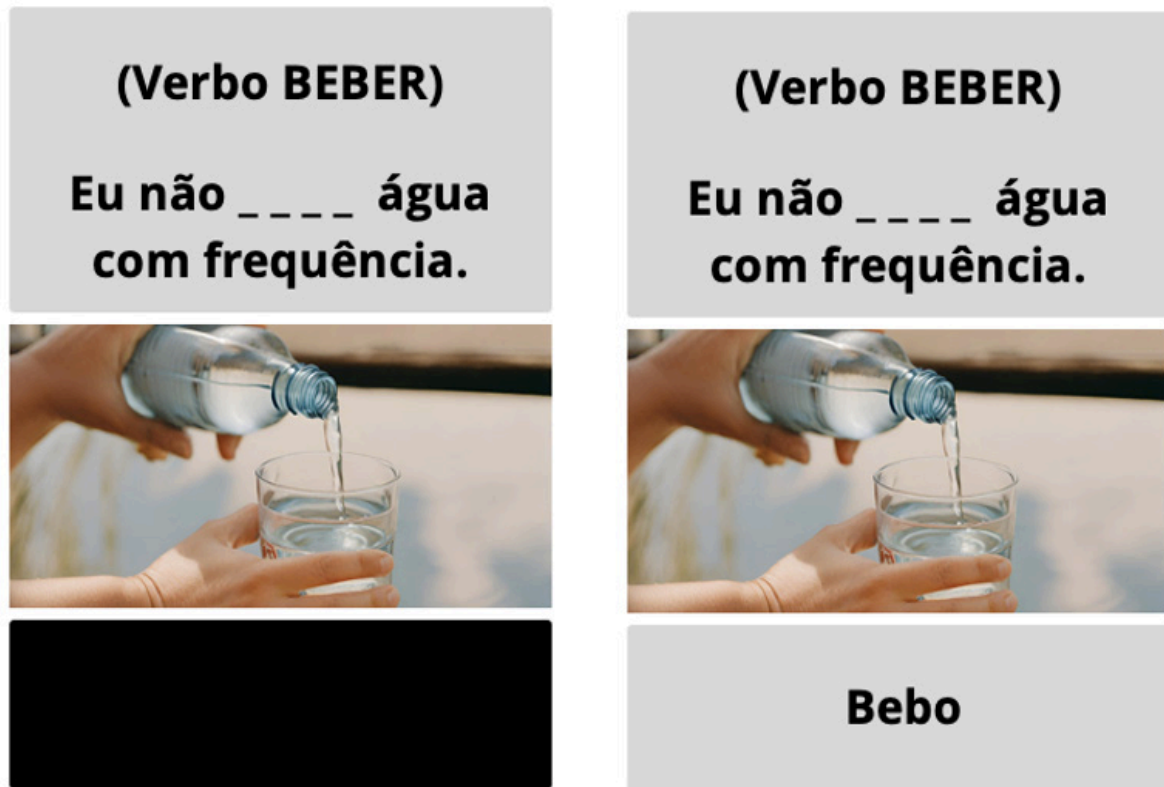 (Verbo BEBER)
Eu não _ _ _ _ água
com frequência.
(Verbo BEBER)
Eu não _ _ _ _ água
com frequência.
Bebo